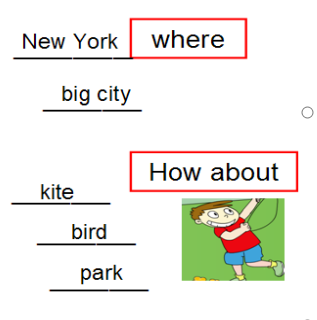 New York where
big city
How about
kite
bird
park